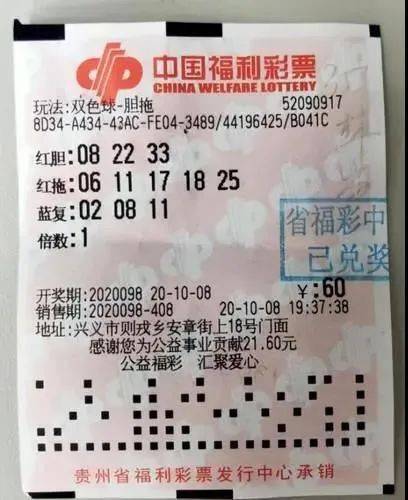 中国福利彩票
CHINA WELFARE LOTTERY
玩法:双色球-胆拖 52090917
8D34-A434-43AC-FE04-3489/44196425/B041C
红胆:08 22 33
红拖:06 11 17 18 25
蓝复:02 08 11
倍数:1
省福彩中
已兑奖
开奖期:2020098 20-10-08 ¥:60
销售期:2020098-408 20-10-08 19:37:38
地址:兴义市则戎乡安章街上18号门面
感谢您为公益事业贡献21.60元
公益福彩 汇聚爱心
贵州省福利彩票发行中心承销